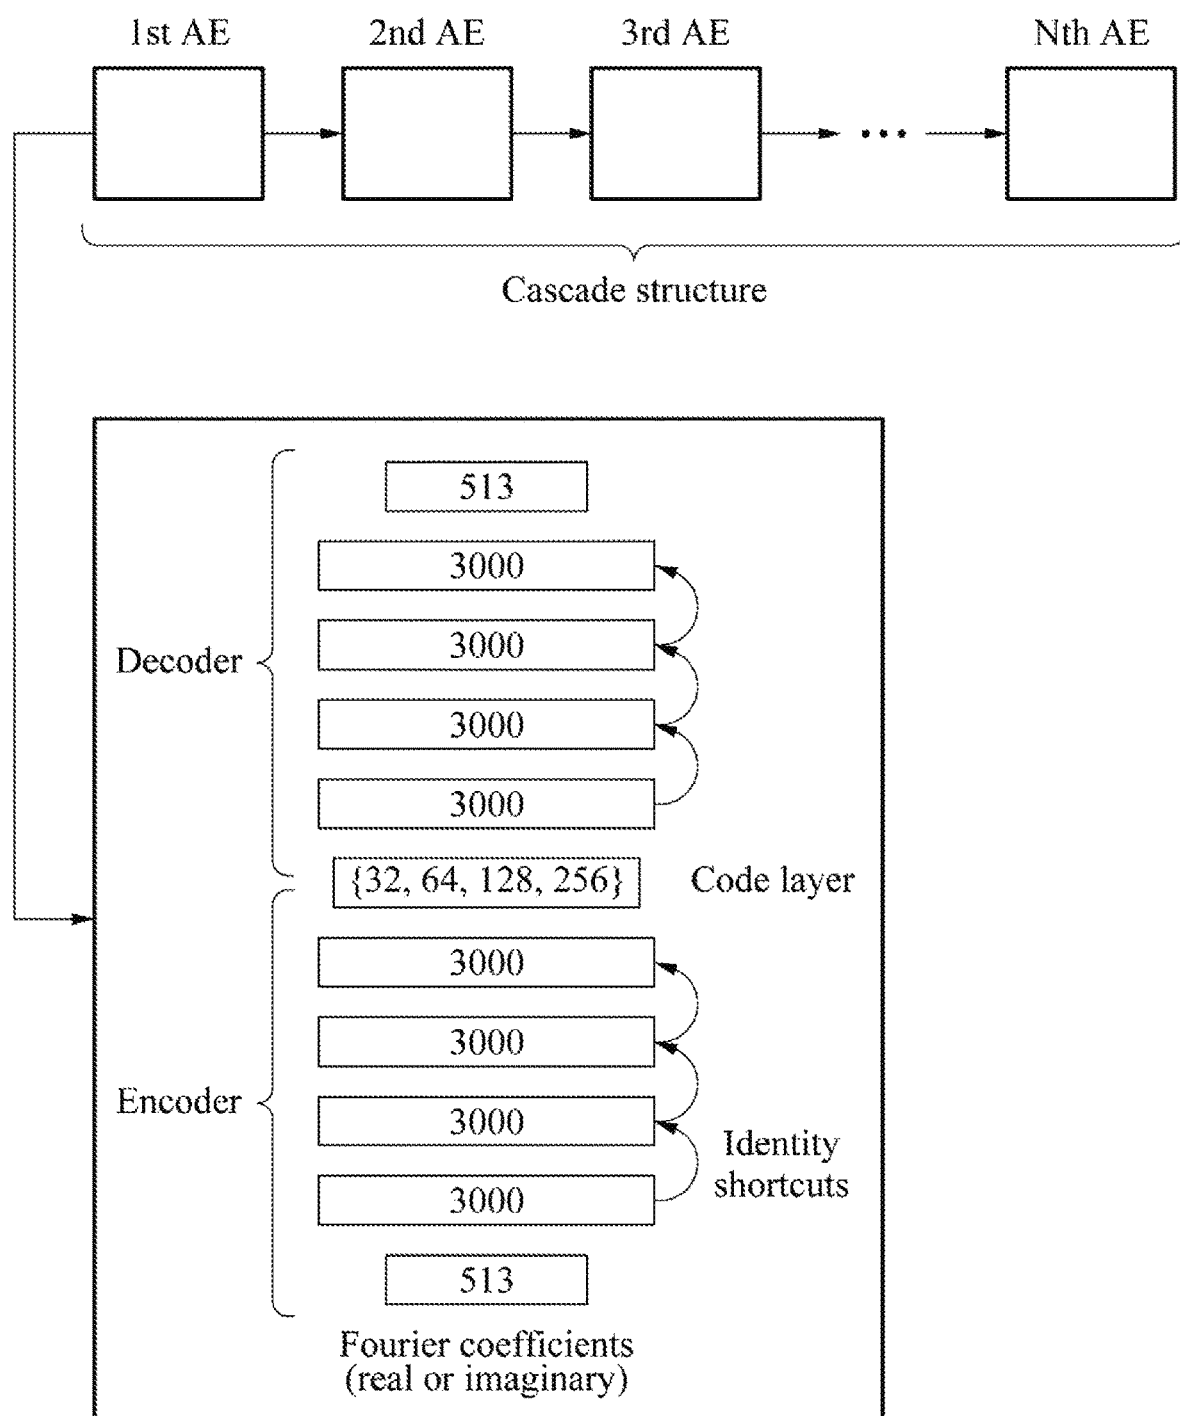 1st AE 2nd AE 3rd AE ... Nth AE
Cascade structure
513
3000
3000
Decoder
3000
3000
{32, 64, 128, 256} Code layer
3000
3000
Encoder
3000
Identity
shortcuts
3000
513
Fourier coefficients
(real or imaginary)